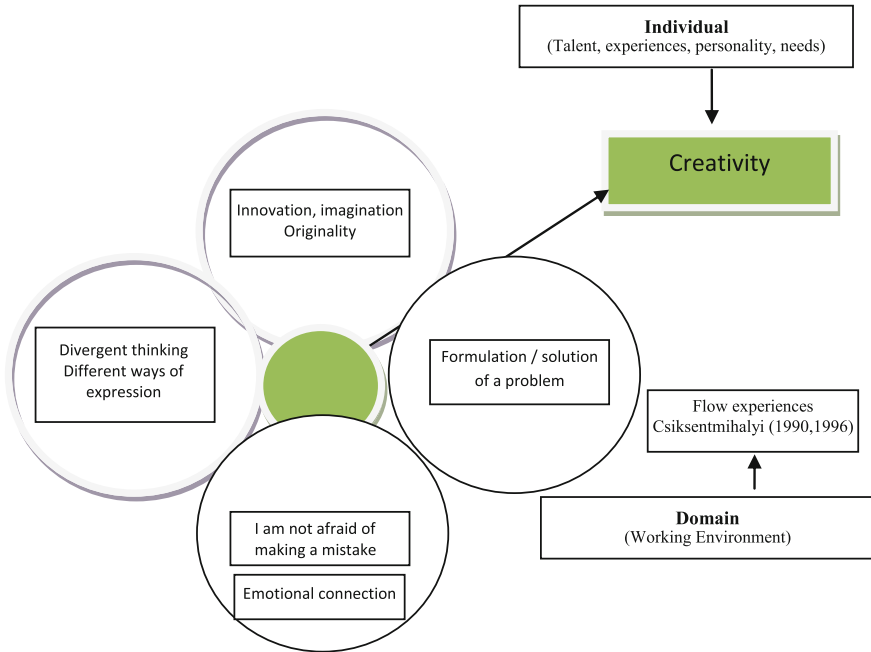 Individual
(Talent, experiences, personality, needs)
Creativity
Innovation, imagination
Originality
Divergent thinking
Different ways of
expression
Formulation / solution
of a problem
Flow experiences
Csiksentmihalyi (1990,1996)
Domain
(Working Environment)
I am not afraid of
making a mistake
Emotional connection